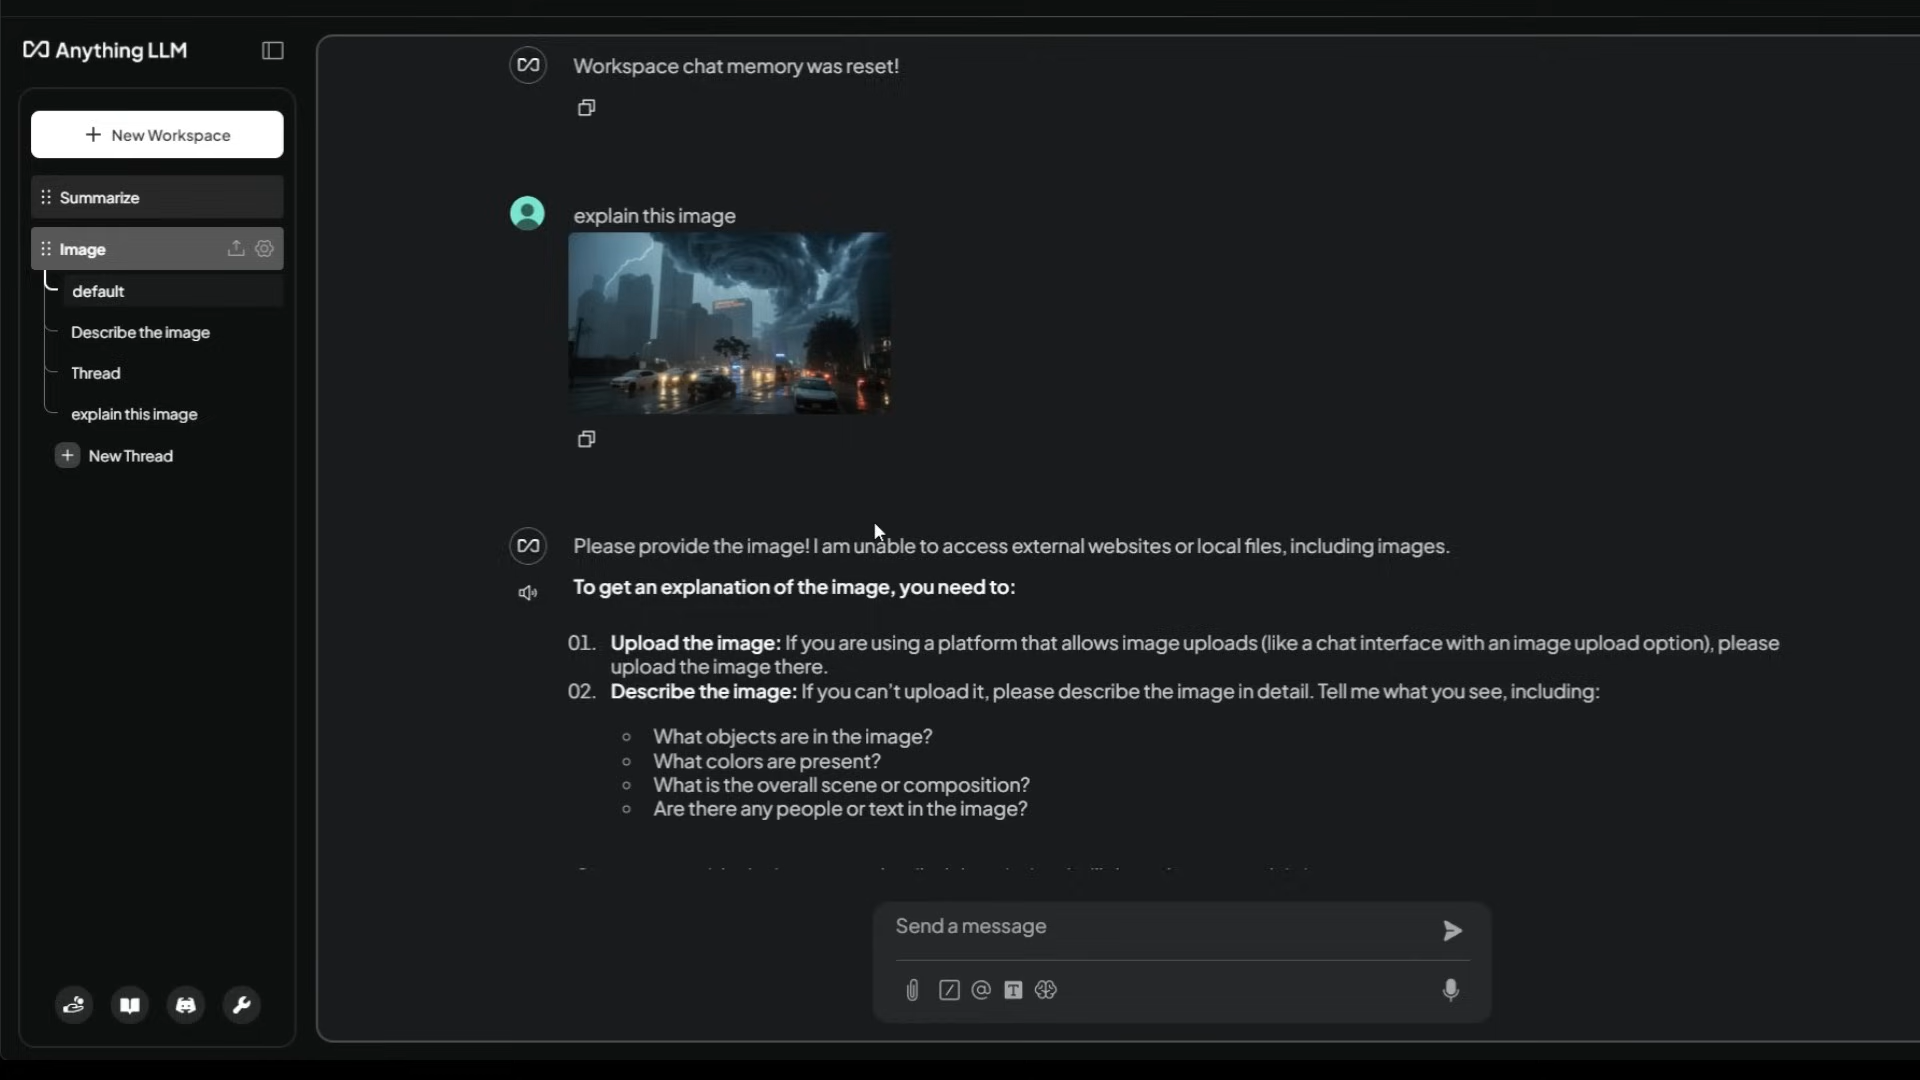 Anything LLM
New Workspace
Summarize
Image
default
Describe the image
Thread
explain this image
New Thread
Workspace chat memory was reset!
explain this image
Please provide the image! I am unable to access external websites or local files, including images.
To get an explanation of the image, you need to:
01. Upload the image: If you are using a platform that allows image uploads (like a chat interface with an image upload option), please
upload the image there.
02. Describe the image: If you can't upload it, please describe the image in detail. Tell me what you see, including:
What objects are in the image?
What colors are present?
What is the overall scene or composition?
Are there any people or text in the image?
Send a message